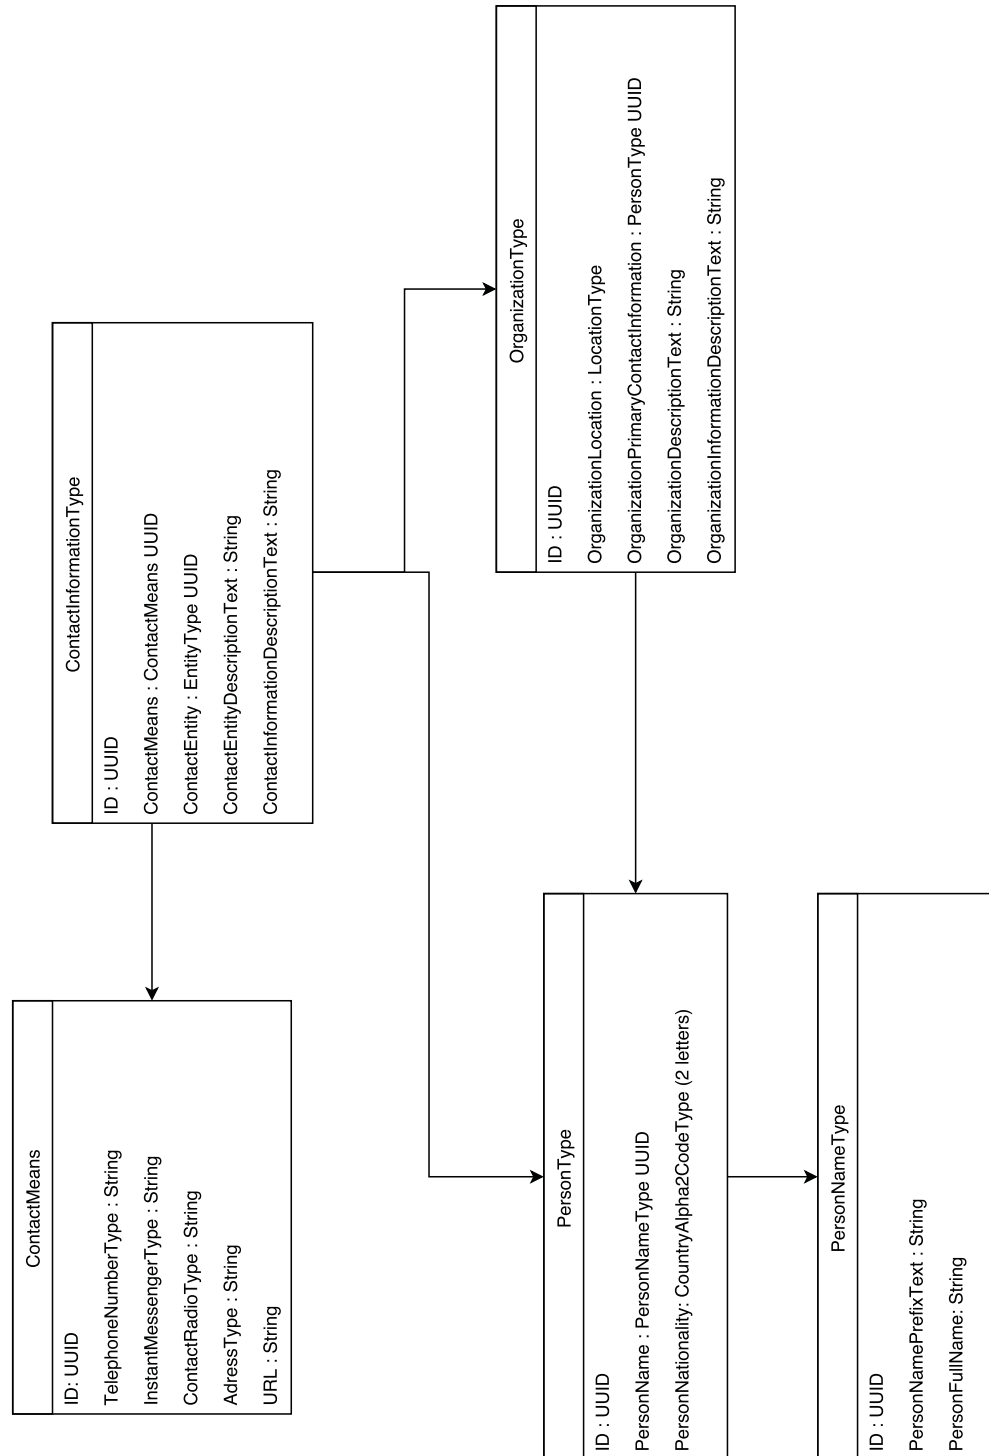 ContactMeans
ID: UUID
TelephoneNumberType : String
InstantMessengerType : String
ContactRadioType : String
AdressType : String
URL : String
ContactInformationType
ID : UUID
ContactMeans : ContactMeans UUID
ContactEntity : EntityType UUID
ContactEntityDescriptionText : String
ContactInformationDescriptionText : String
OrganizationType
ID : UUID
OrganizationLocation : LocationType
OrganizationPrimaryContactInformation : PersonType UUID
OrganizationDescriptionText : String
OrganizationInformationDescriptionText : String
PersonType
ID : UUID
PersonName : PersonNameType UUID
PersonNationality: CountryAlpha2CodeType (2 letters)
PersonNameType
ID : UUID
PersonNamePrefixText : String
PersonFullName: String